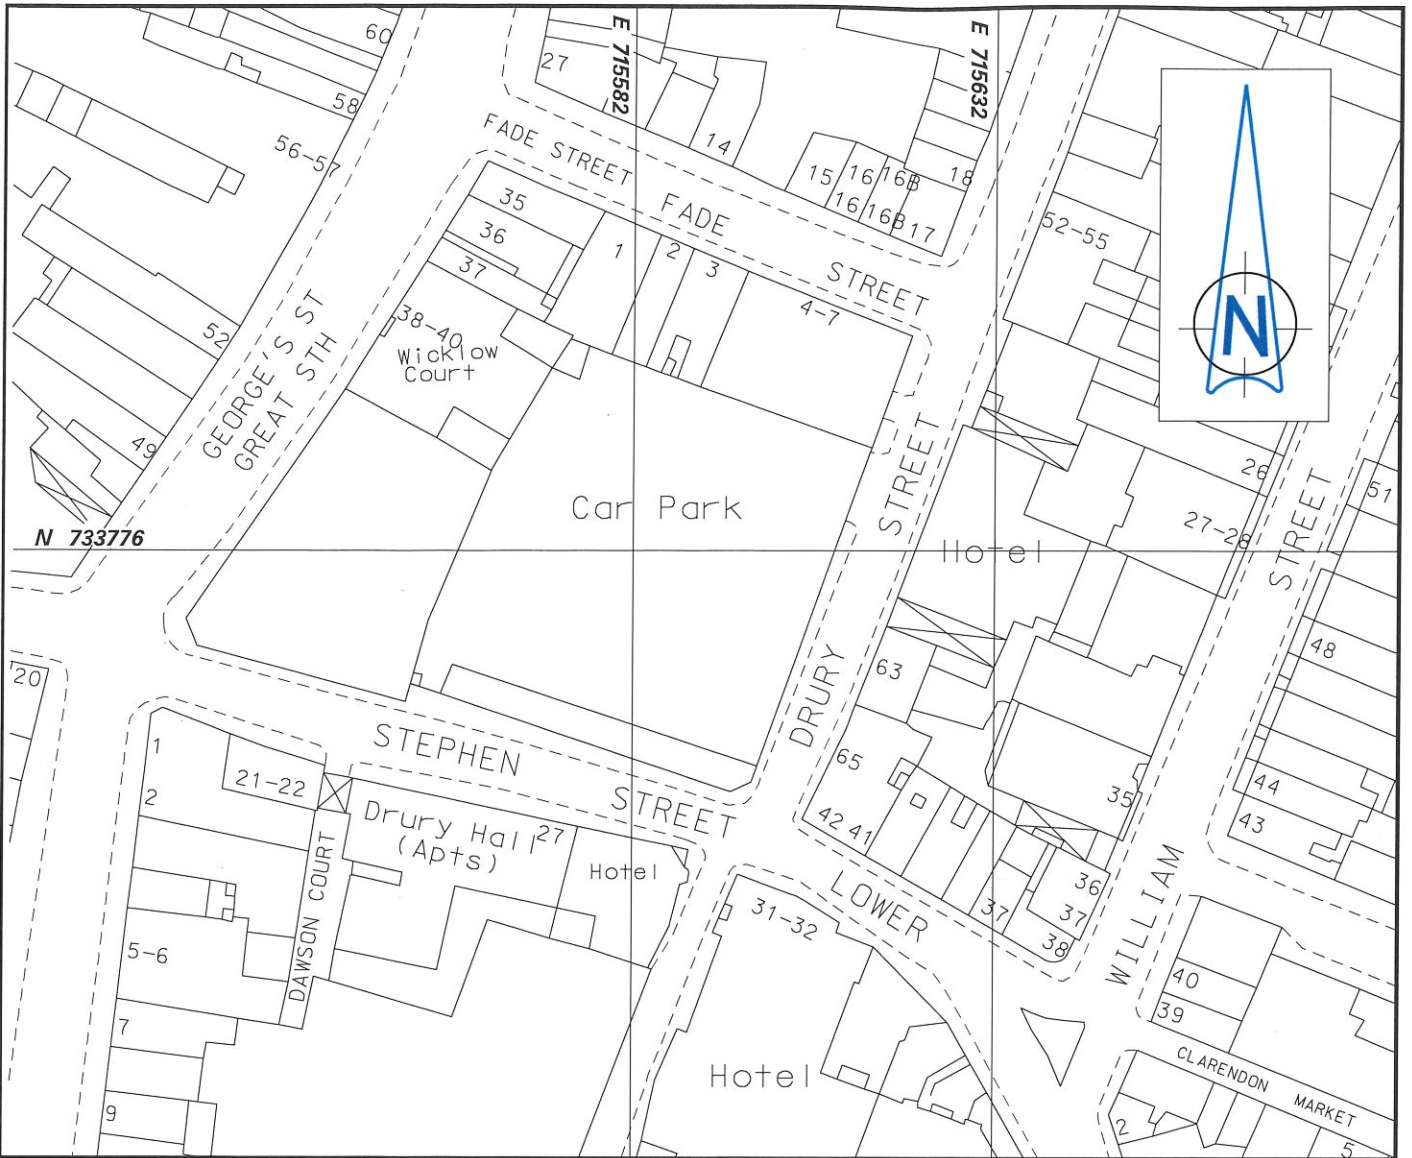 60
27
E 715582
E 715632
58
56-57
FADE STREET
14
15
16
16B
18
16
16B
17
35
36
37
FADE
STREET
1
2
3
4-7
52-55
N
52
38-40
Wicklow
Court
GEORGE'S ST
GREAT STH
49
STREET
26
51
Car Park
27-28
STREET
N 733776
Hotel
DRURY
63
48
20
STEPHEN
STREET
1
2
21-22
65
35
44
43
42
41
Drury Hall
(Apts)
27
Hotel
DAWSON COURT
LOWER
31-32
37
36
37
38
WILLIAM
5-6
40
39
7
Hotel
CLARENDON MARKET
9
2
5